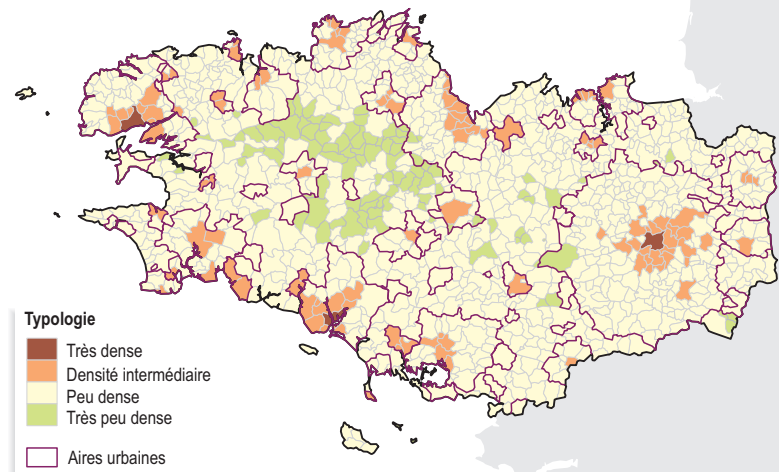 Typologie
Très dense
Densité intermédiaire
Peu dense
Très peu dense
Aires urbaines